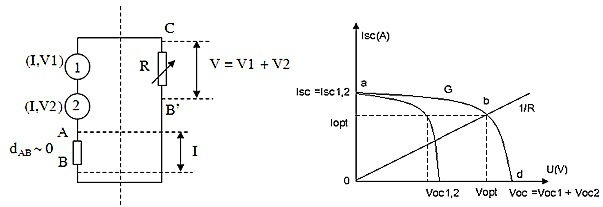 C
(I,V1)
1
R
V = V1 + V2
(I,V2)
2
B'
A
dAB ~ 0
B
I
Isc(A)
Isc =Isc1,2
a
G
b
1/R
Iopt
0
d
U(V)
Voc1,2
Vopt
Voc =Voc1 + Voc2